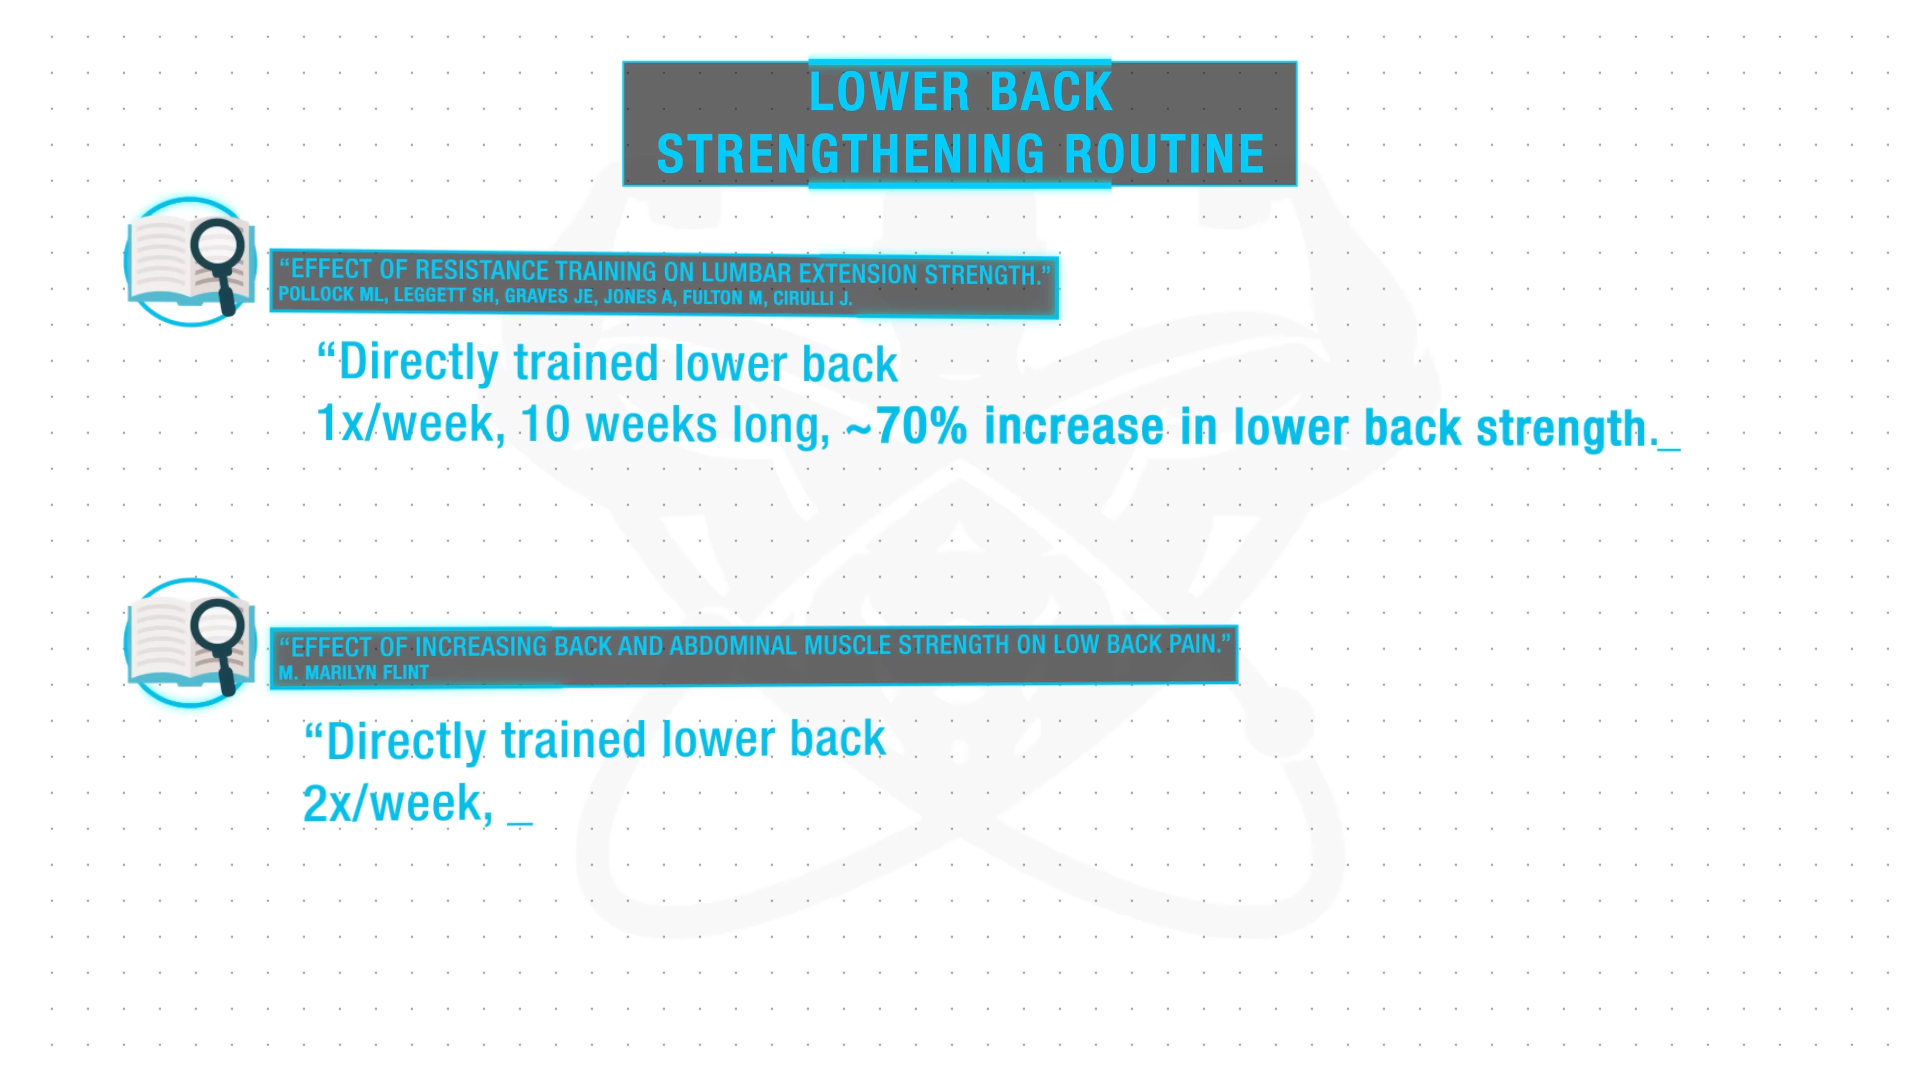 LOWER BACK
STRENGTHENING ROUTINE
“EFFECT OF RESISTANCE TRAINING ON LUMBAR EXTENSION STRENGTH.”
POLLOCK ML, LEGGETT SH, GRAVES JE, JONES A, FULTON M, CIRULLI J.
“Directly trained lower back
1x/week, 10 weeks long, ~70% increase in lower back strength._
“EFFECT OF INCREASING BACK AND ABDOMINAL MUSCLE STRENGTH ON LOW BACK PAIN.”
M. MARILYN FLINT
“Directly trained lower back
2x/week, _